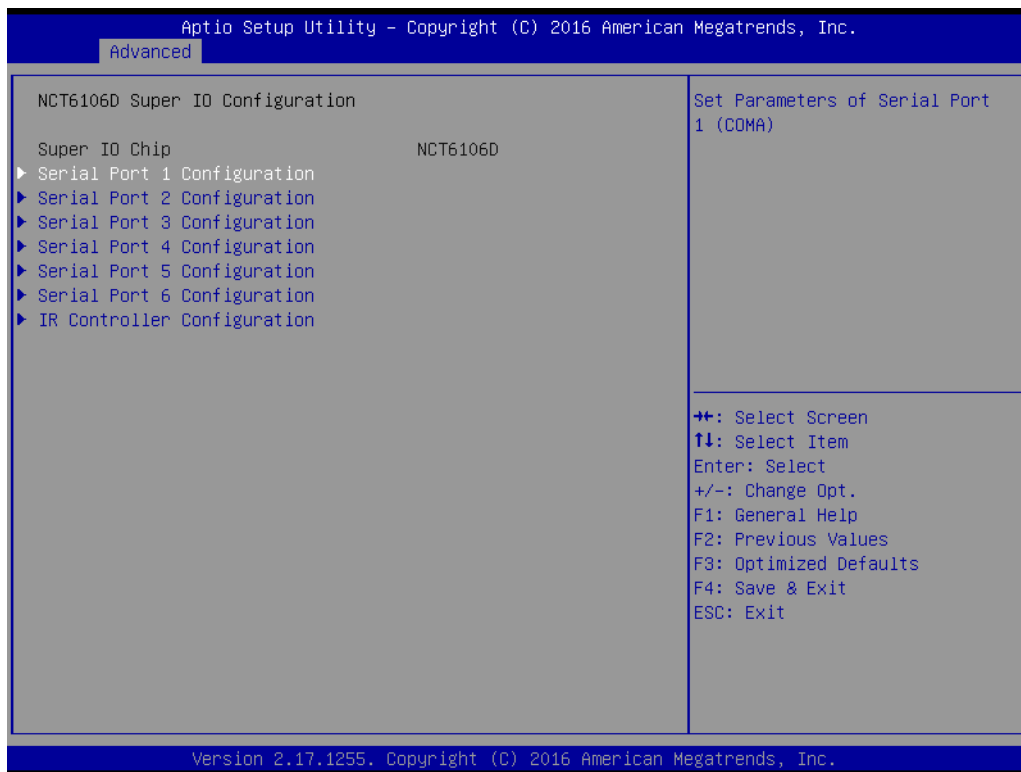 Aptio Setup Utility – Copyright (C) 2016 American Megatrends, Inc.
Advanced
NCT6106D Super IO Configuration
Super IO Chip NCT6106D
Serial Port 1 Configuration
Serial Port 2 Configuration
Serial Port 3 Configuration
Serial Port 4 Configuration
Serial Port 5 Configuration
Serial Port 6 Configuration
IR Controller Configuration
Set Parameters of Serial Port
1 (COMA)
→←: Select Screen
↑↓: Select Item
Enter: Select
+/-: Change Opt.
F1: General Help
F2: Previous Values
F3: Optimized Defaults
F4: Save & Exit
ESC: Exit
Version 2.17.1255. Copyright (C) 2016 American Megatrends, Inc.